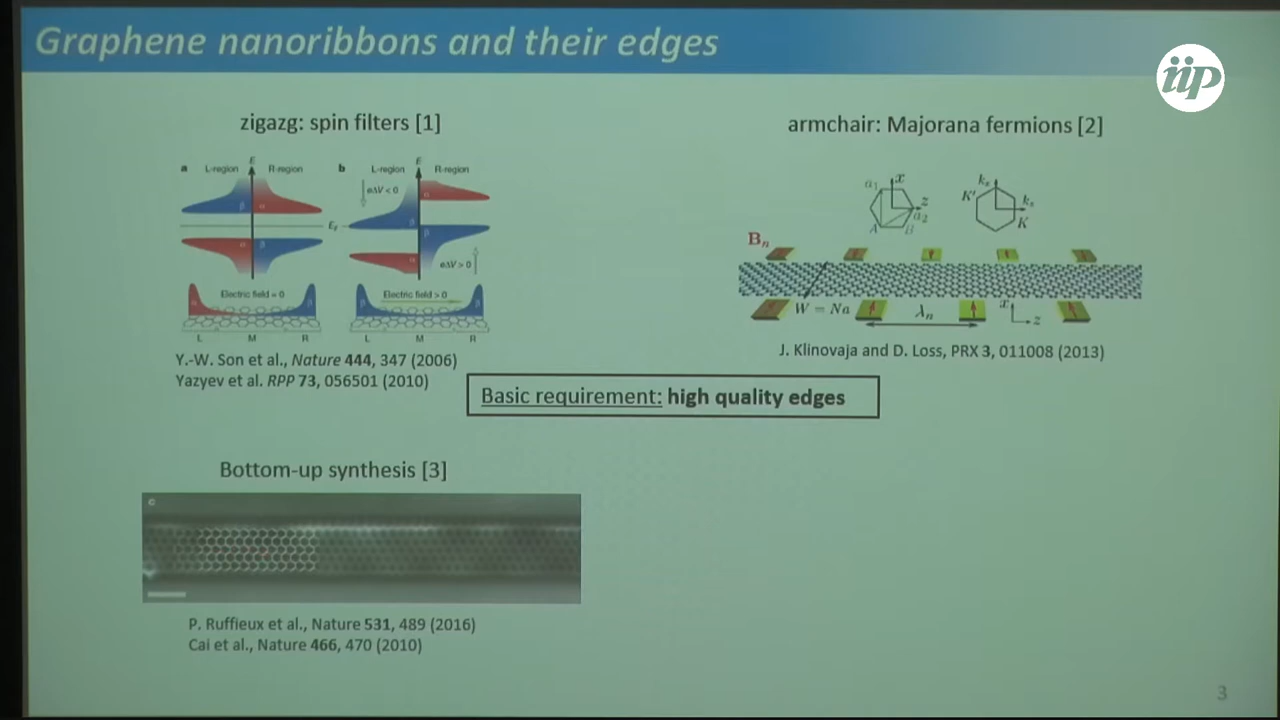 Graphene nanoribbons and their edges
iip
zigazg: spin filters [1]
a L-region E R-region
b L-region E R-region
β α
eΔV<0
α
β
E_F
α β
β
α
eΔV>0
Electric field = 0
α β
L M R
Electric field > 0
L M R
Y.-W. Son et al., Nature 444, 347 (2006)
Yazyev et al. RPP 73, 056501 (2010)
armchair: Majorana fermions [2]
a₁ x z a₂ A B
K' K
B_n
W = Na λ_n x z
J. Klinovaja and D. Loss, PRX 3, 011008 (2013)
Basic requirement: high quality edges
Bottom-up synthesis [3]
c
P. Ruffieux et al., Nature 531, 489 (2016)
Cai et al., Nature 466, 470 (2010)
3